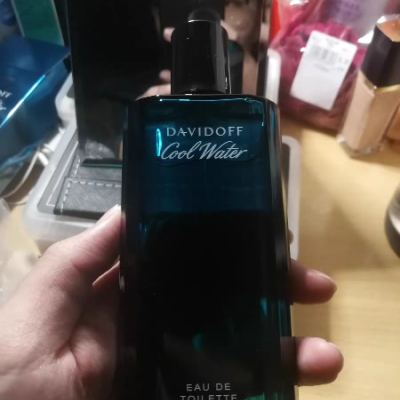 DAVIDOFF
Cool Water
EAU DE
TOILETTE